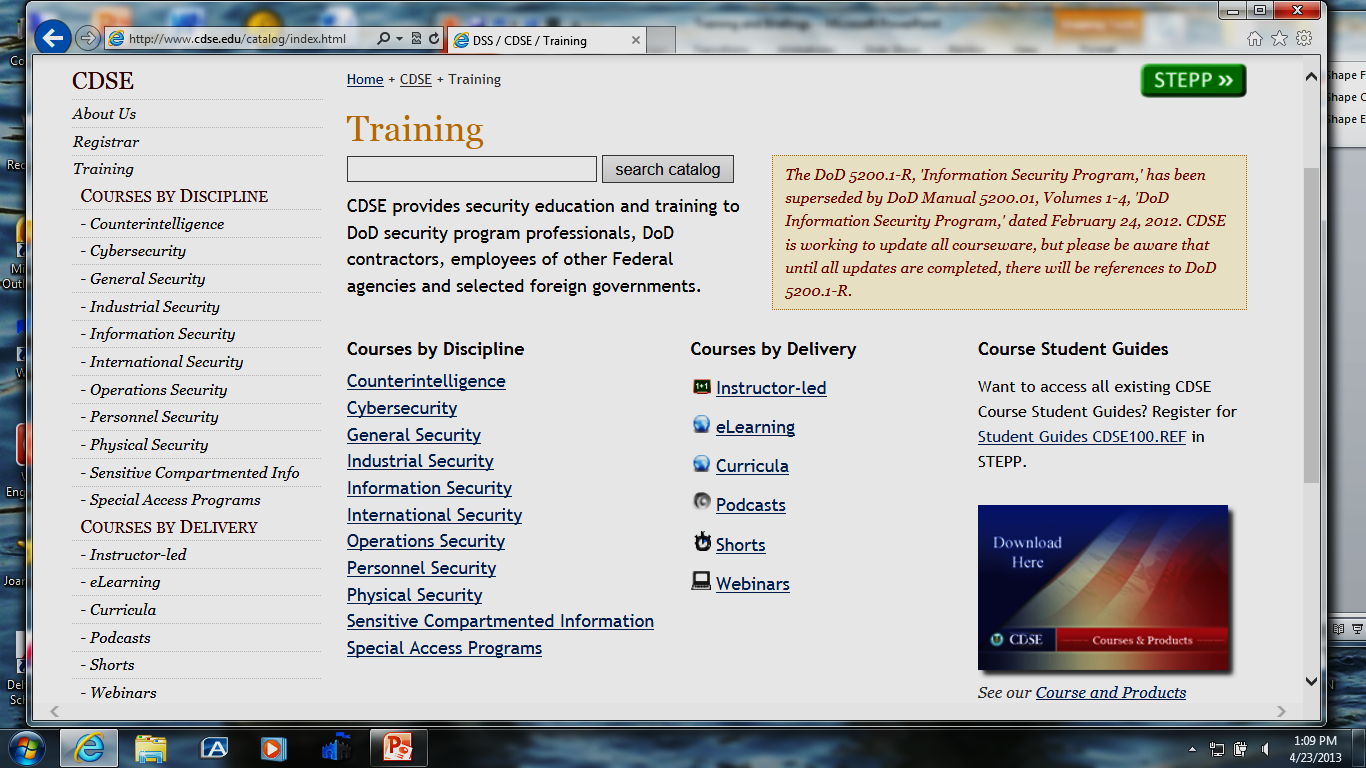 Training and Briefings - Microsoft PowerPoint
http://www.cdse.edu/catalog/index.html
DSS / CDSE / Training
CDSE
About Us
Registrar
Training
COURSES BY DISCIPLINE
- Counterintelligence
- Cybersecurity
- General Security
- Industrial Security
- Information Security
- International Security
- Operations Security
- Personnel Security
- Physical Security
- Sensitive Compartmented Info
- Special Access Programs
COURSES BY DELIVERY
- Instructor-led
- eLearning
- Curricula
- Podcasts
- Shorts
- Webinars
Home + CDSE + Training
STEPP »
Training
search catalog
CDSE provides security education and training to
DoD security program professionals, DoD
contractors, employees of other Federal
agencies and selected foreign governments.
The DoD 5200.1-R, 'Information Security Program,' has been
superseded by DoD Manual 5200.01, Volumes 1-4, 'DoD
Information Security Program,' dated February 24, 2012. CDSE
is working to update all courseware, but please be aware that
until all updates are completed, there will be references to DoD
5200.1-R.
Courses by Discipline
Counterintelligence
Cybersecurity
General Security
Industrial Security
Information Security
International Security
Operations Security
Personnel Security
Physical Security
Sensitive Compartmented Information
Special Access Programs
Courses by Delivery
Instructor-led
eLearning
Curricula
Podcasts
Shorts
Webinars
Course Student Guides
Want to access all existing CDSE
Course Student Guides? Register for
Student Guides CDSE100.REF in
STEPP.
Download
Here
CDSE
Courses & Products
See our Course and Products
Shape F
Shape O
Shape E
1:09 PM
4/23/2013